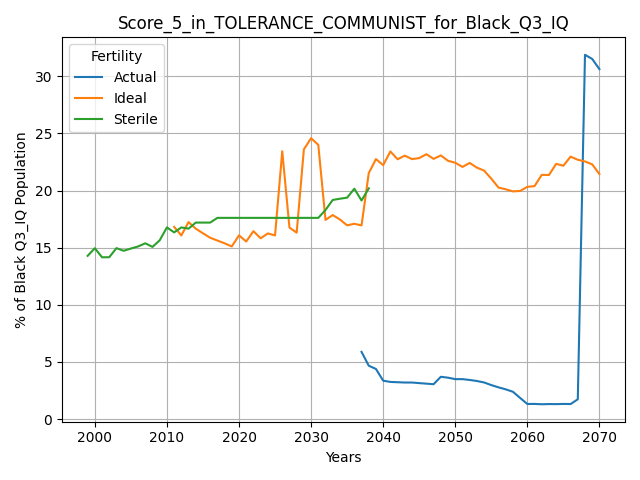 Score_5_in_TOLERANCE_COMMUNIST_for_Black_Q3_IQ
Fertility
Actual
Ideal
Sterile
% of Black Q3_IQ Population
30
25
20
15
10
5
0
2000 2010 2020 2030 2040 2050 2060 2070
Years